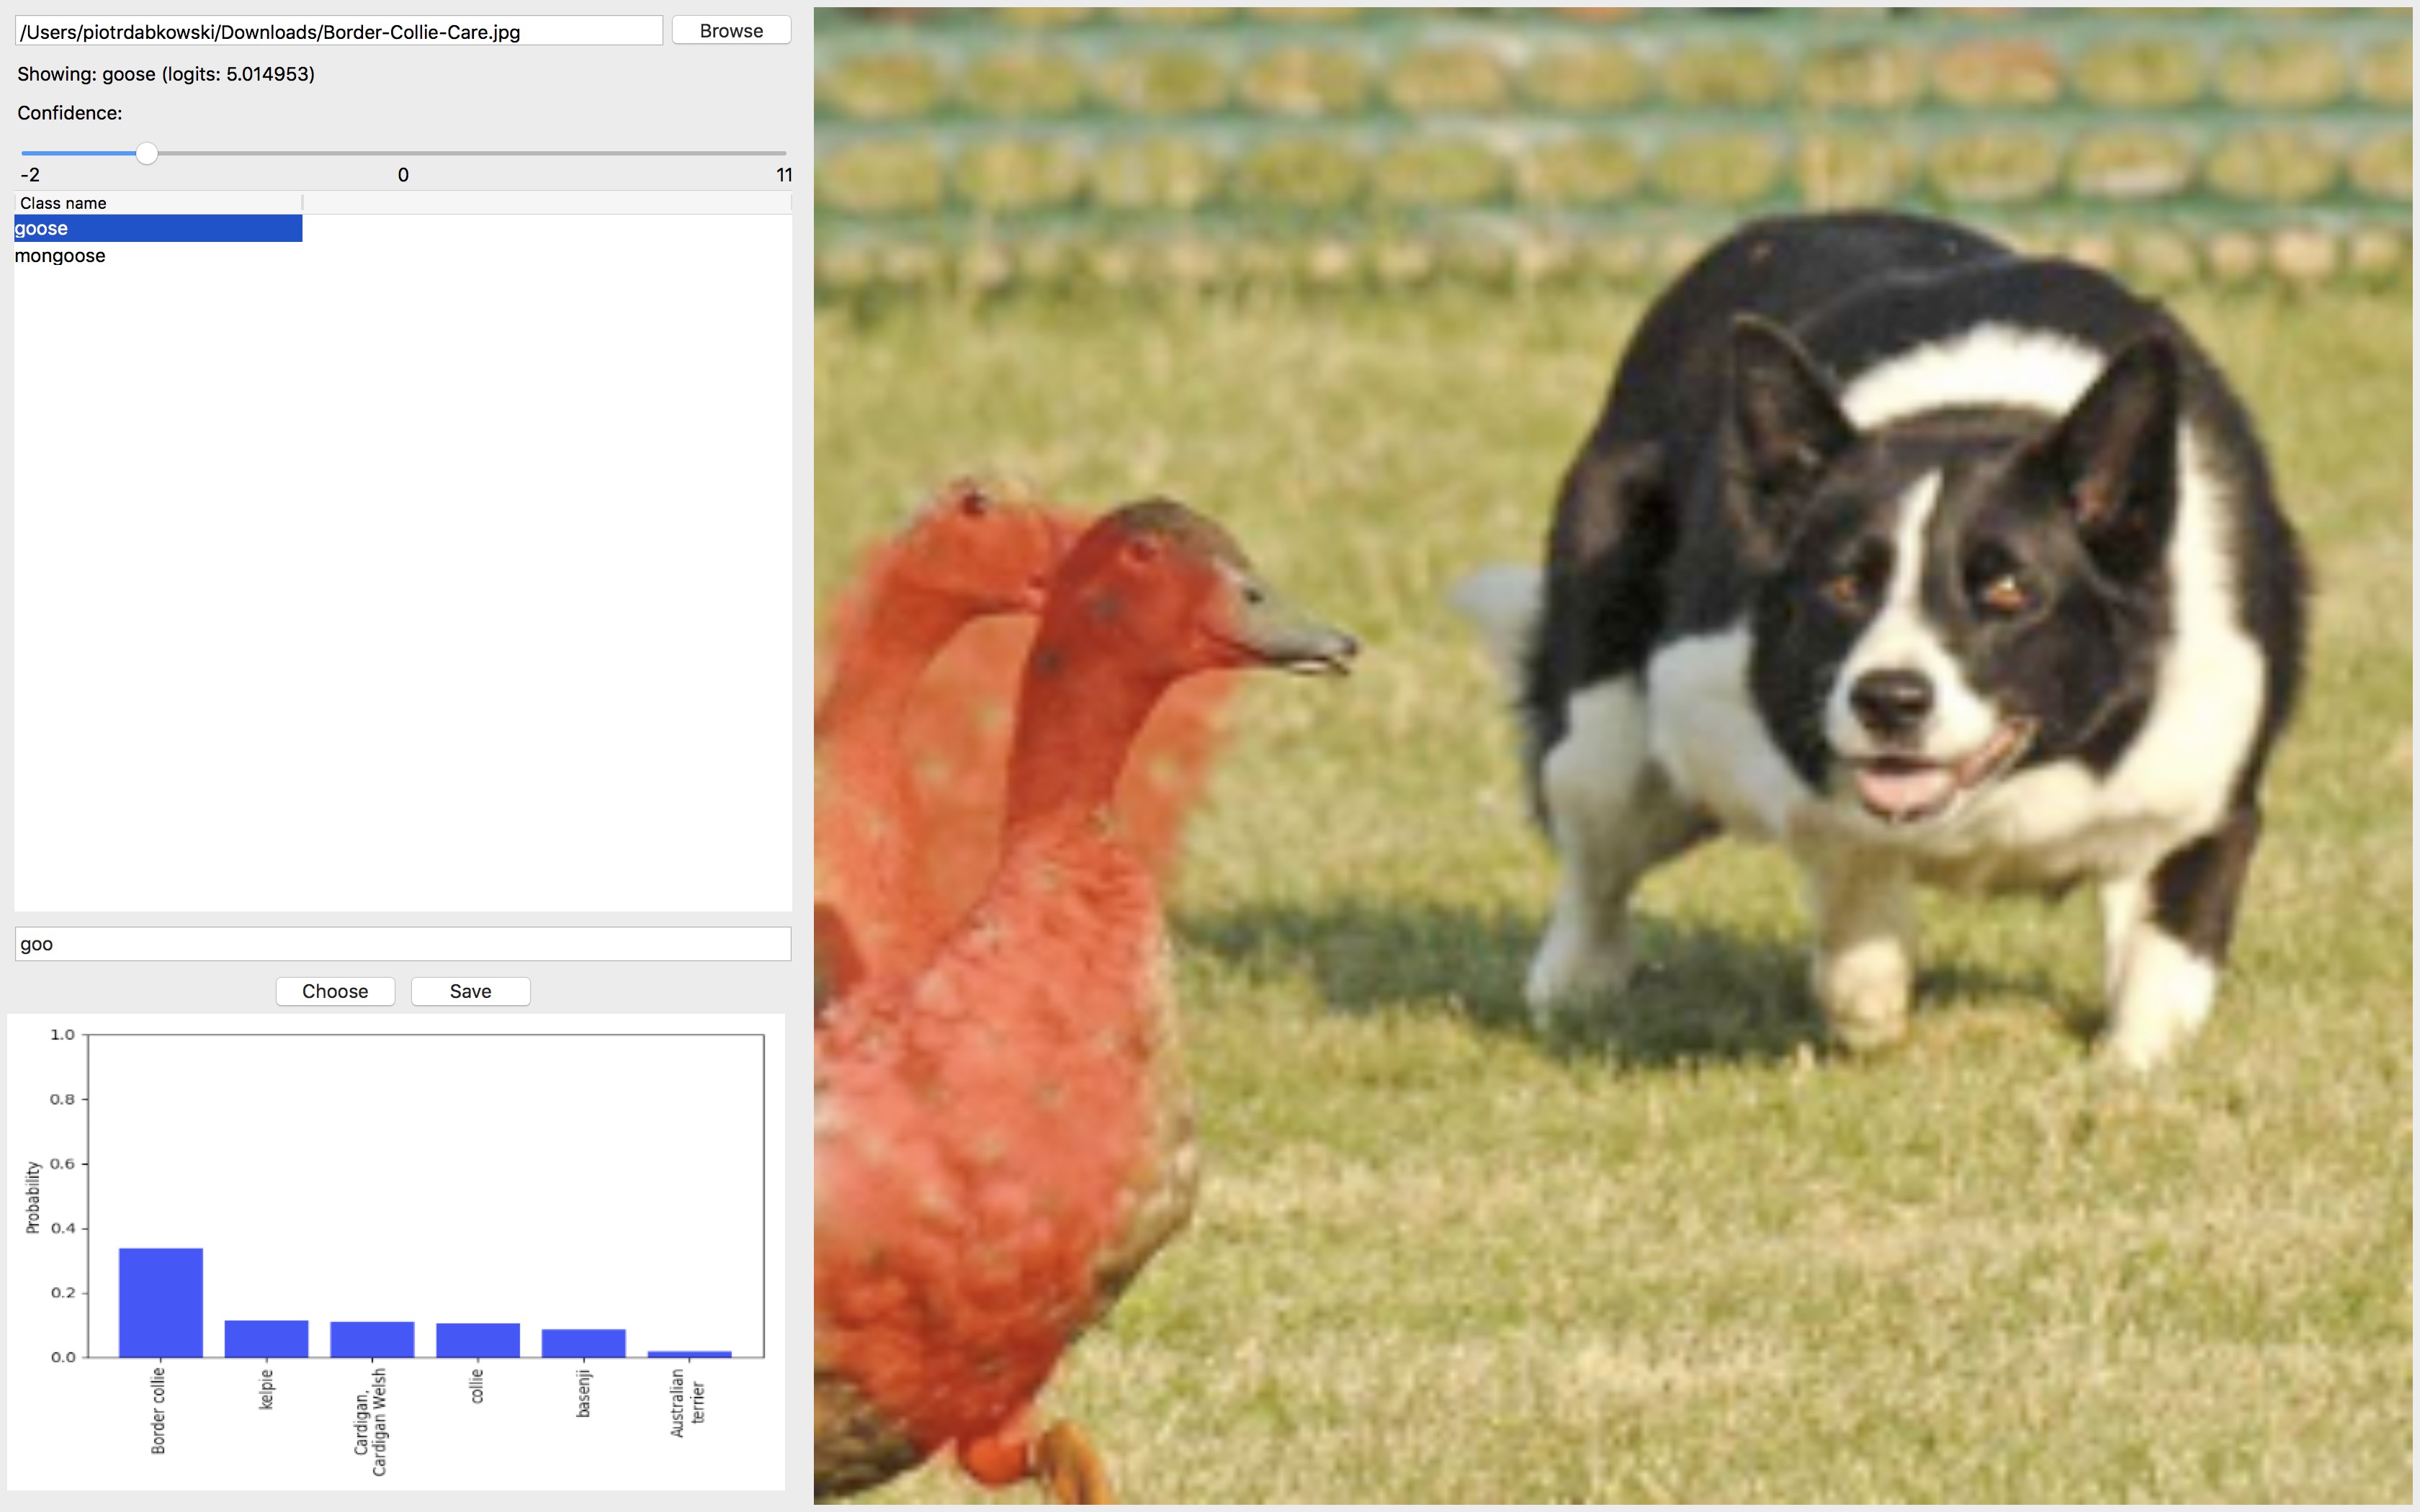 /Users/piotrdabkowski/Downloads/Border-Collie-Care.jpg
Browse
Showing: goose (logits: 5.014953)
Confidence:
-2 0 11
Class name
goose
mongoose
goo
Choose Save
1.0
0.8
0.6
0.4
0.2
0.0
Probability
Border collie
kelpie
Cardigan,
Cardigan Welsh
collie
basenji
Australian
terrier